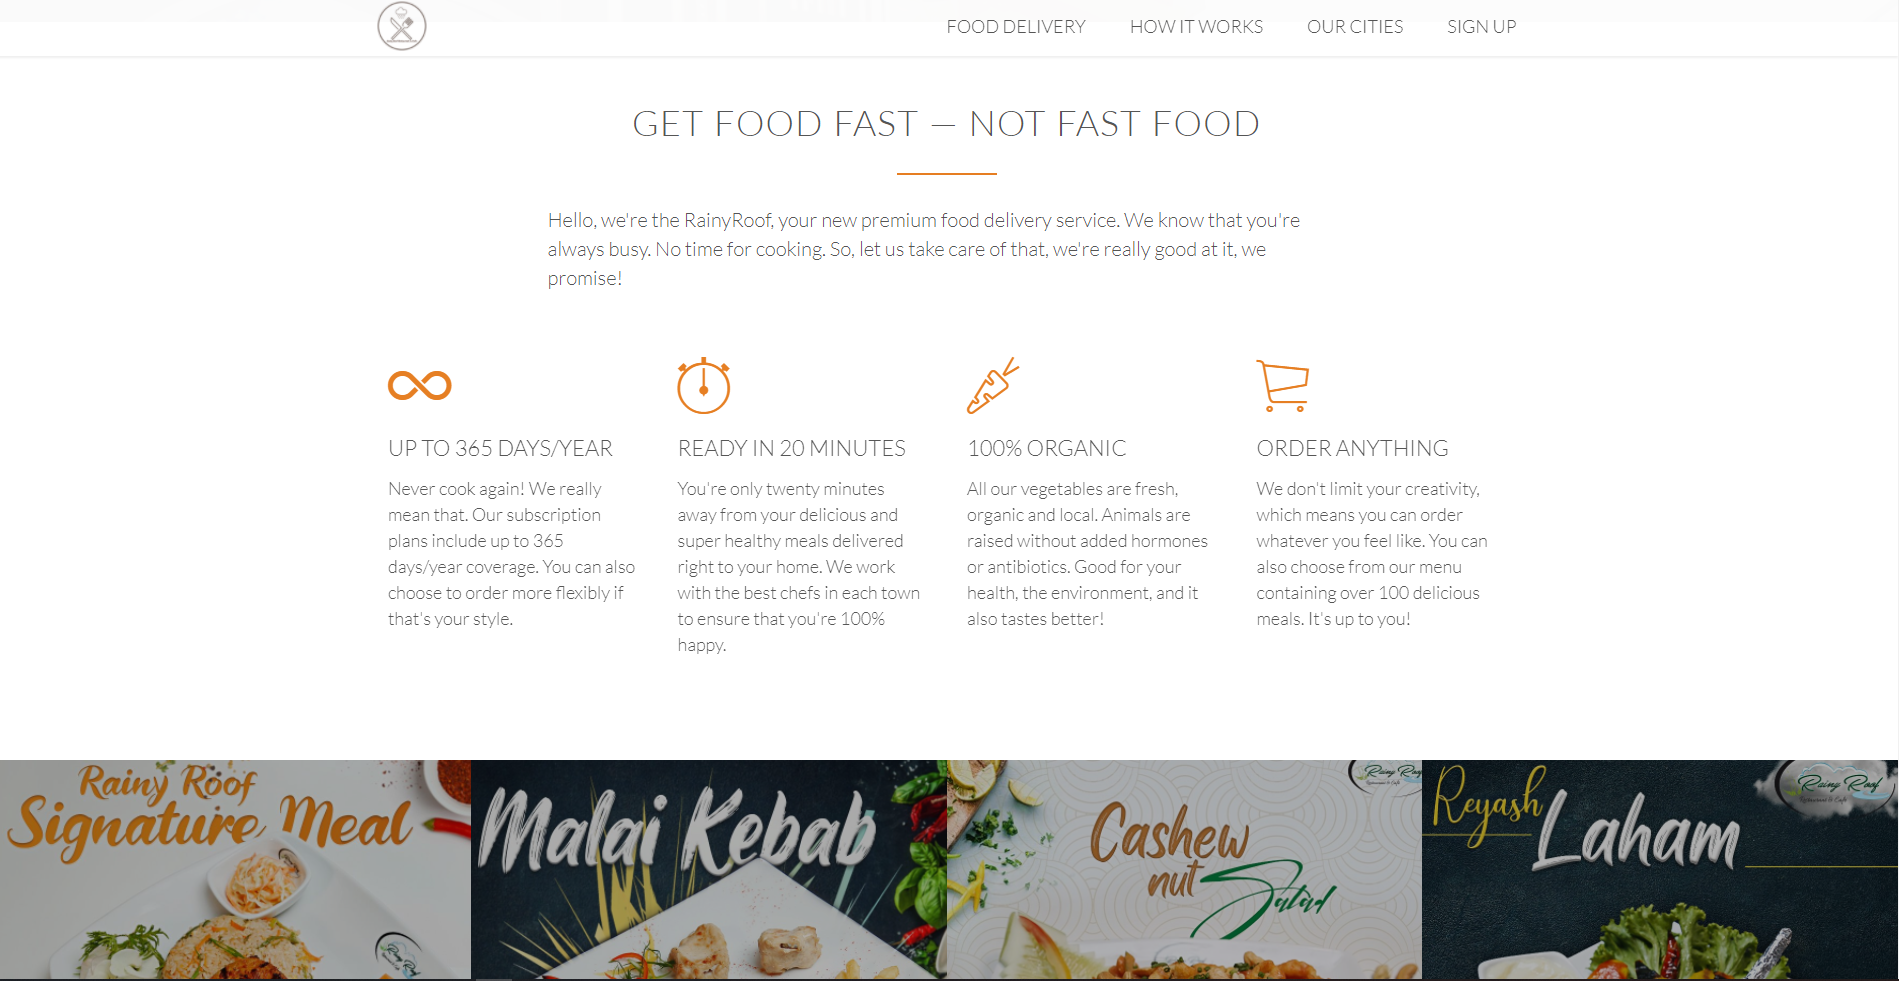 FOOD DELIVERY HOW IT WORKS OUR CITIES SIGN UP
GET FOOD FAST — NOT FAST FOOD
Hello, we're the RainyRoof, your new premium food delivery service. We know that you're
always busy. No time for cooking. So, let us take care of that, we're really good at it, we
promise!
UP TO 365 DAYS/YEAR
Never cook again! We really
mean that. Our subscription
plans include up to 365
days/year coverage. You can also
choose to order more flexibly if
that's your style.
READY IN 20 MINUTES
You're only twenty minutes
away from your delicious and
super healthy meals delivered
right to your home. We work
with the best chefs in each town
to ensure that you're 100%
happy.
100% ORGANIC
All our vegetables are fresh,
organic and local. Animals are
raised without added hormones
or antibiotics. Good for your
health, the environment, and it
also tastes better!
ORDER ANYTHING
We don't limit your creativity,
which means you can order
whatever you feel like. You can
also choose from our menu
containing over 100 delicious
meals. It's up to you!
Rainy Roof
Signature Meal
Malai Kebab
Rainy Roof
Restaurant & Cafe
Cashew
nut
Salad
Reyash
Laham
Rainy Roof
Restaurant & Cafe